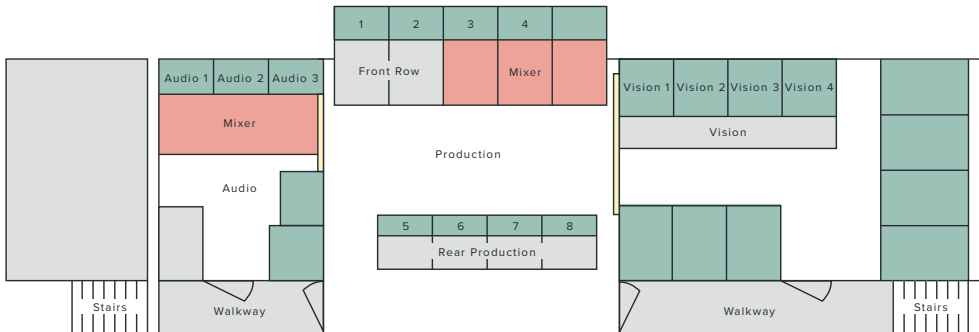 1 2 3 4
Front Row Mixer
Audio 1 Audio 2 Audio 3
Mixer
Audio
Production
Vision 1 Vision 2 Vision 3 Vision 4
Vision
5 6 7 8
Rear Production
Stairs
Walkway
Walkway
Stairs